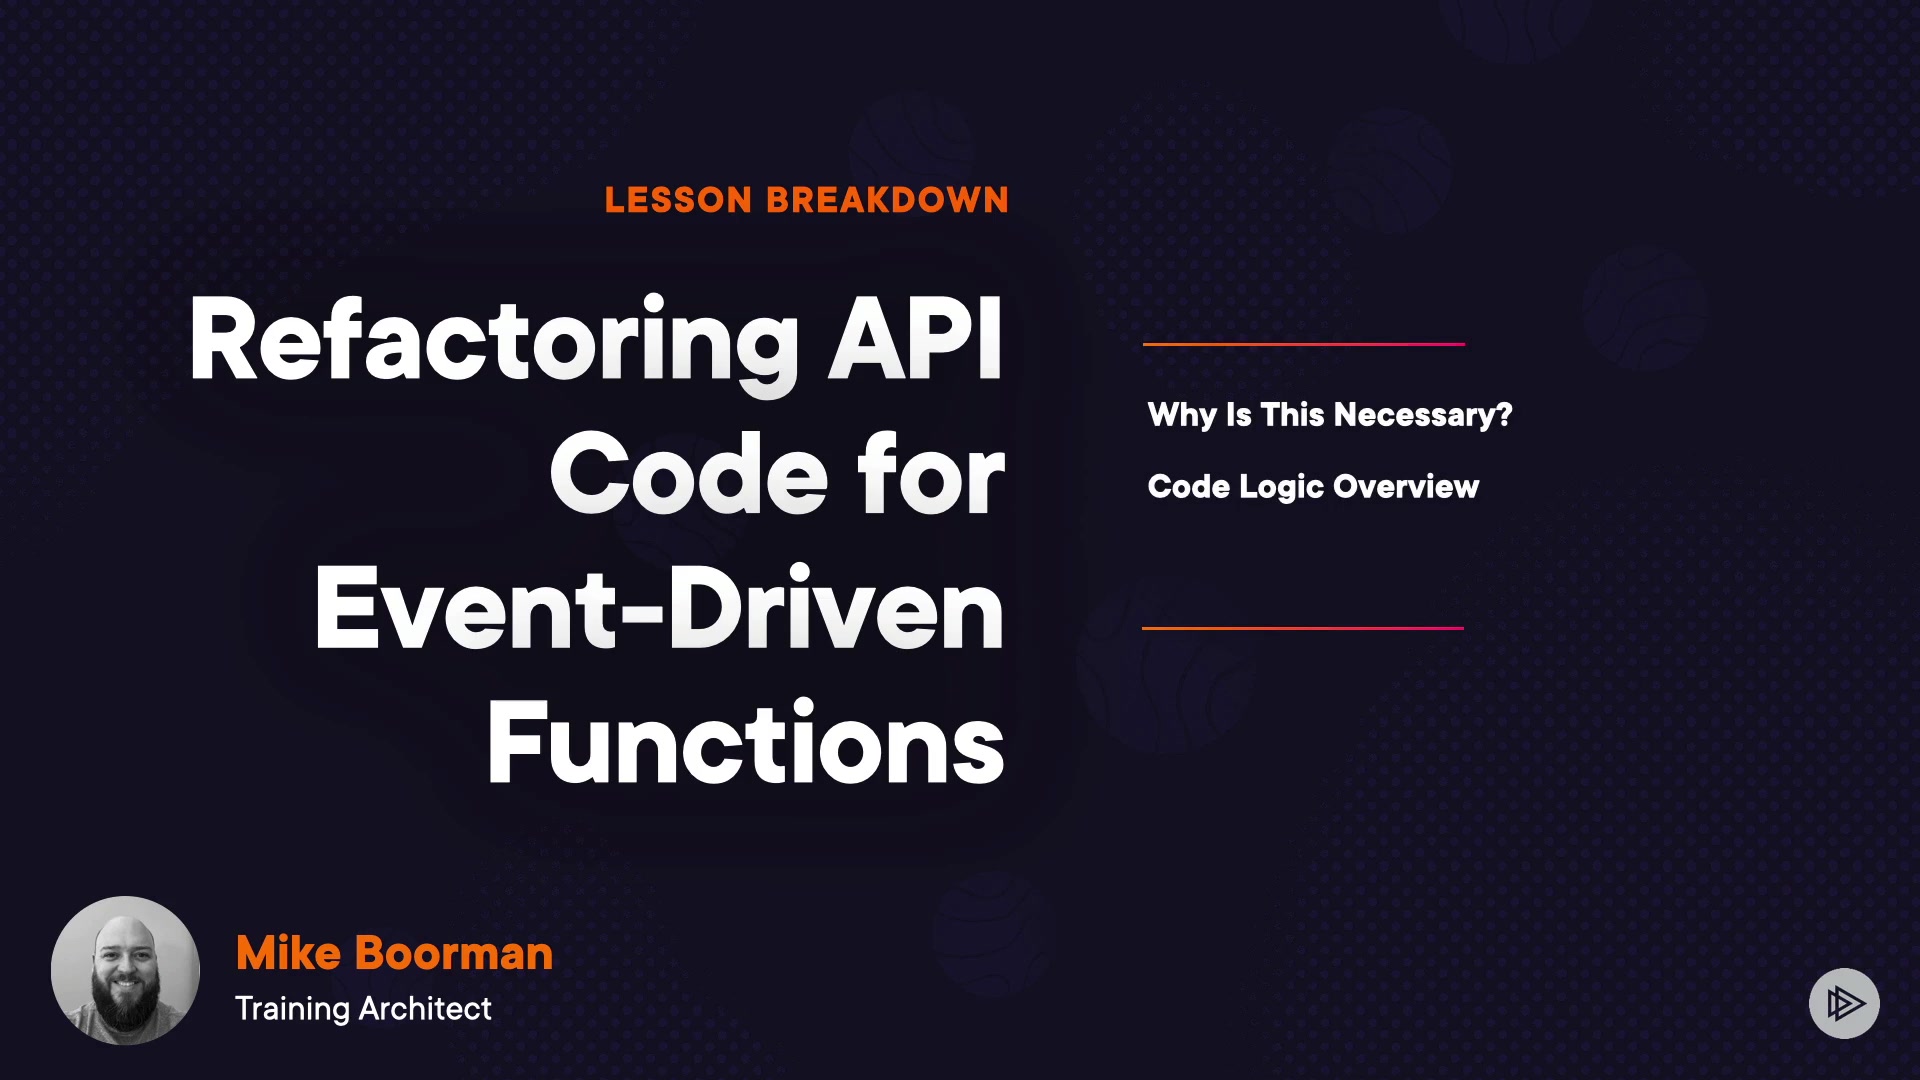 LESSON BREAKDOWN
Refactoring API
Code for
Event-Driven
Functions
Why Is This Necessary?
Code Logic Overview
Mike Boorman
Training Architect